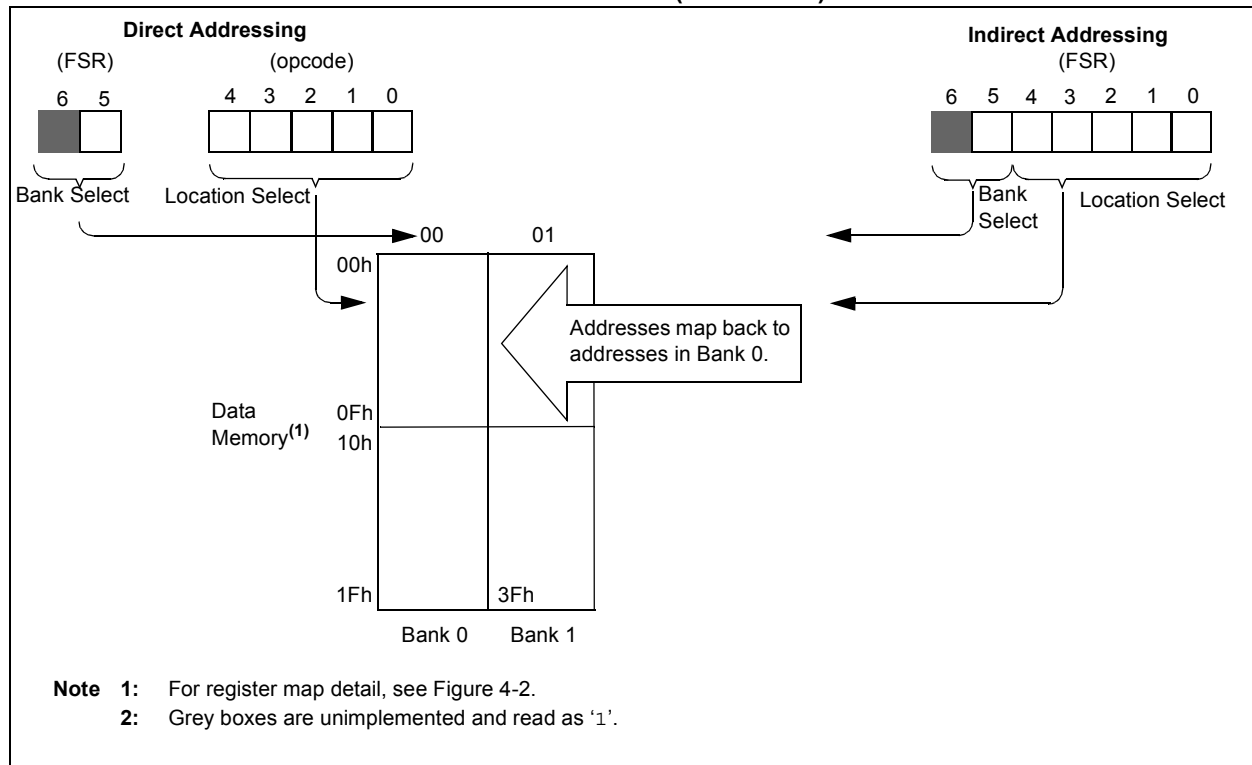 Direct Addressing
(FSR)
(opcode)
6 5
4 3 2 1 0
Bank Select
Location Select
Indirect Addressing
(FSR)
6 5 4 3 2 1 0
Bank
Select
Location Select
00
01
00h
Addresses map back to
addresses in Bank 0.
Data
Memory(1)
0Fh
10h
1Fh
3Fh
Bank 0
Bank 1
Note 1: For register map detail, see Figure 4-2.
2: Grey boxes are unimplemented and read as ‘1’.